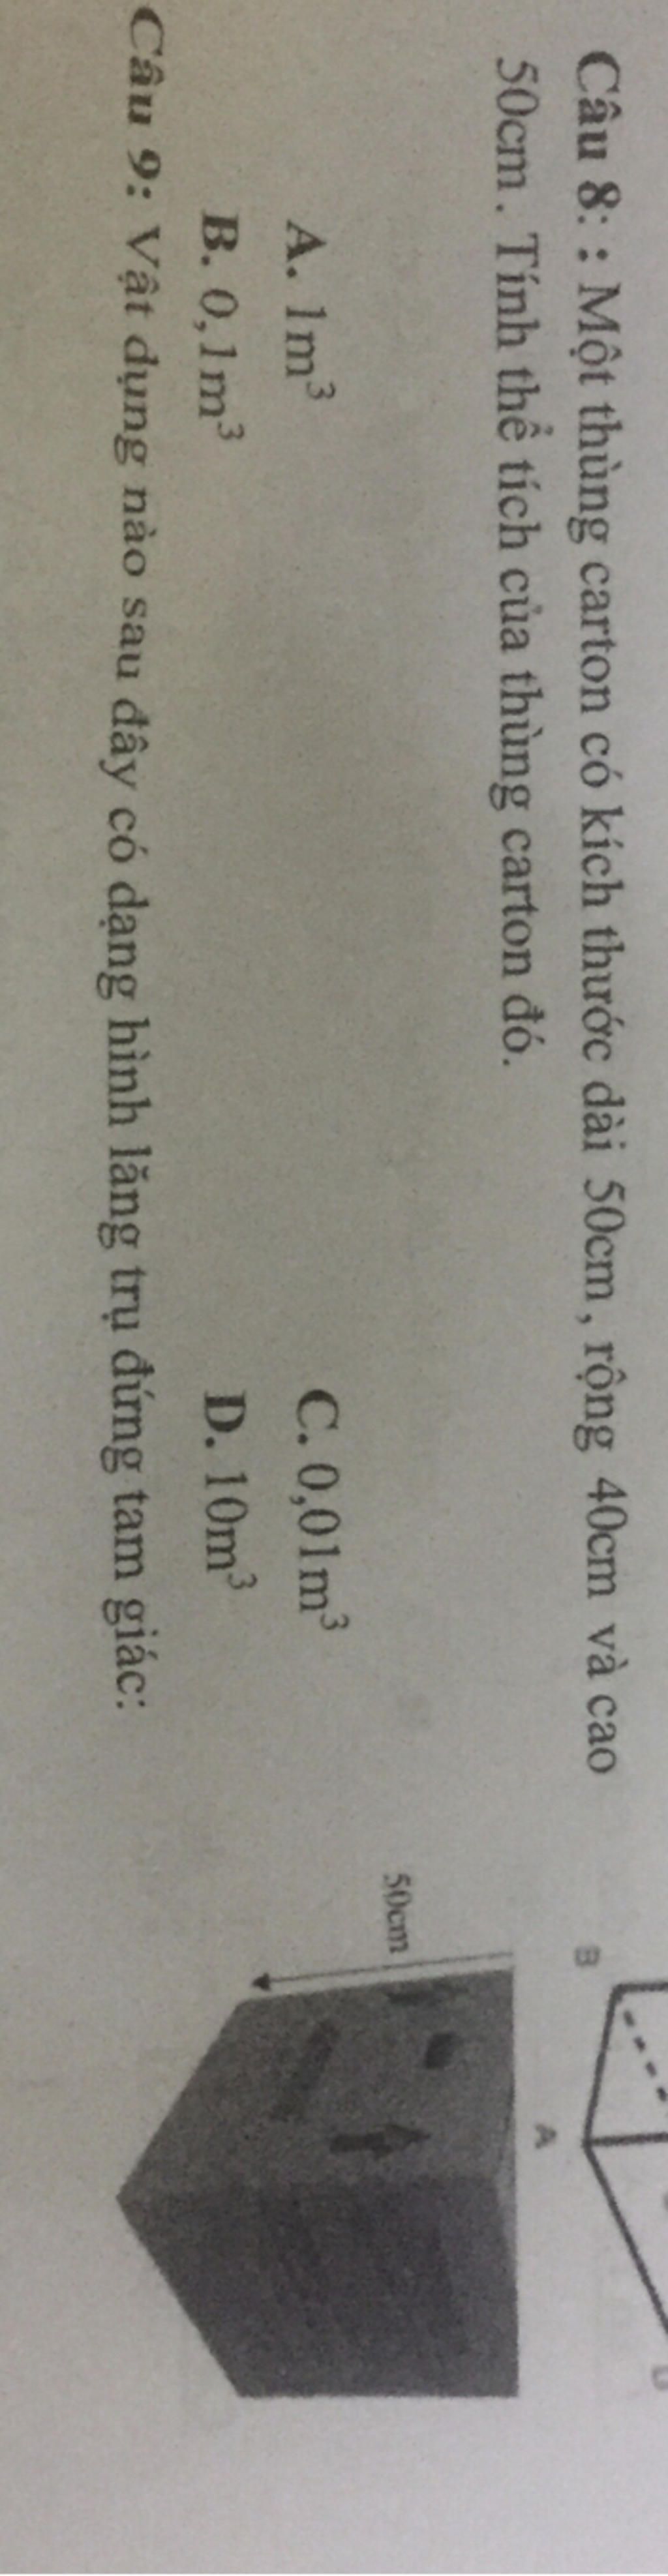 Câu 8: : Một thùng carton có kích thước dài 50cm, rộng 40cm và cao
50cm. Tính thể tích của thùng carton đó.
A. 1m³
C. 0,01m³
B. 0,1m³
D. 10m³
Câu 9: Vật dụng nào sau đây có dạng hình lăng trụ đứng tam giác:
B
A
50cm